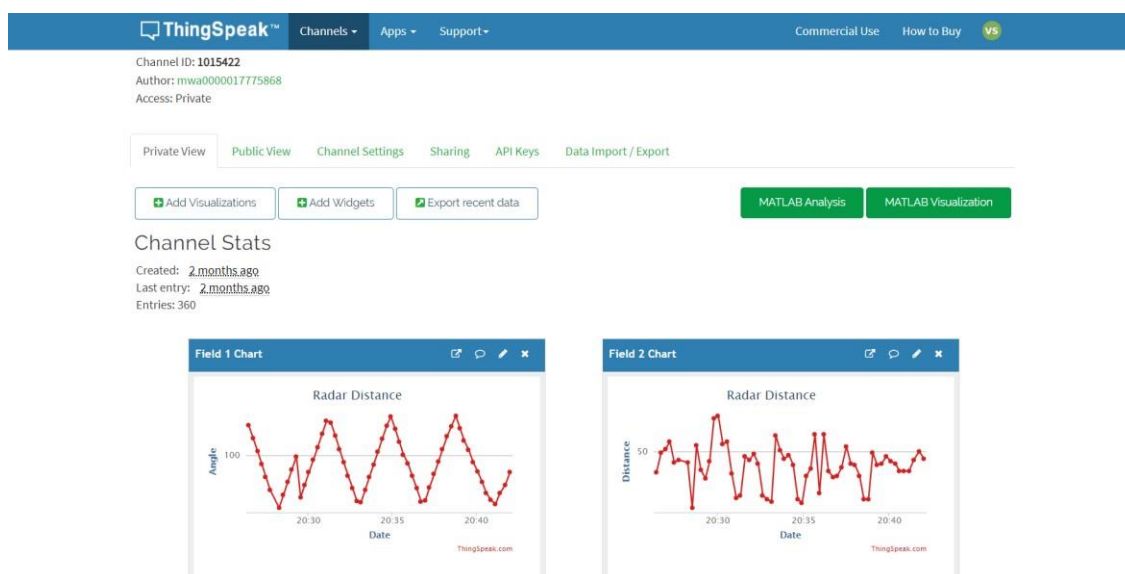 ThingSpeak™ Channels Apps Support Commercial Use How to Buy VS
Channel ID: 1015422
Author: mwa0000017775868
Access: Private
Private View Public View Channel Settings Sharing API Keys Data Import / Export
Add Visualizations Add Widgets Export recent data MATLAB Analysis MATLAB Visualization
Channel Stats
Created: 2 months ago
Last entry: 2 months ago
Entries: 360
Field 1 Chart
Radar Distance
Angle
100
20:30 20:35 20:40
Date
ThingSpeak.com
Field 2 Chart
Radar Distance
Distance
50
20:30 20:35 20:40
Date
ThingSpeak.com